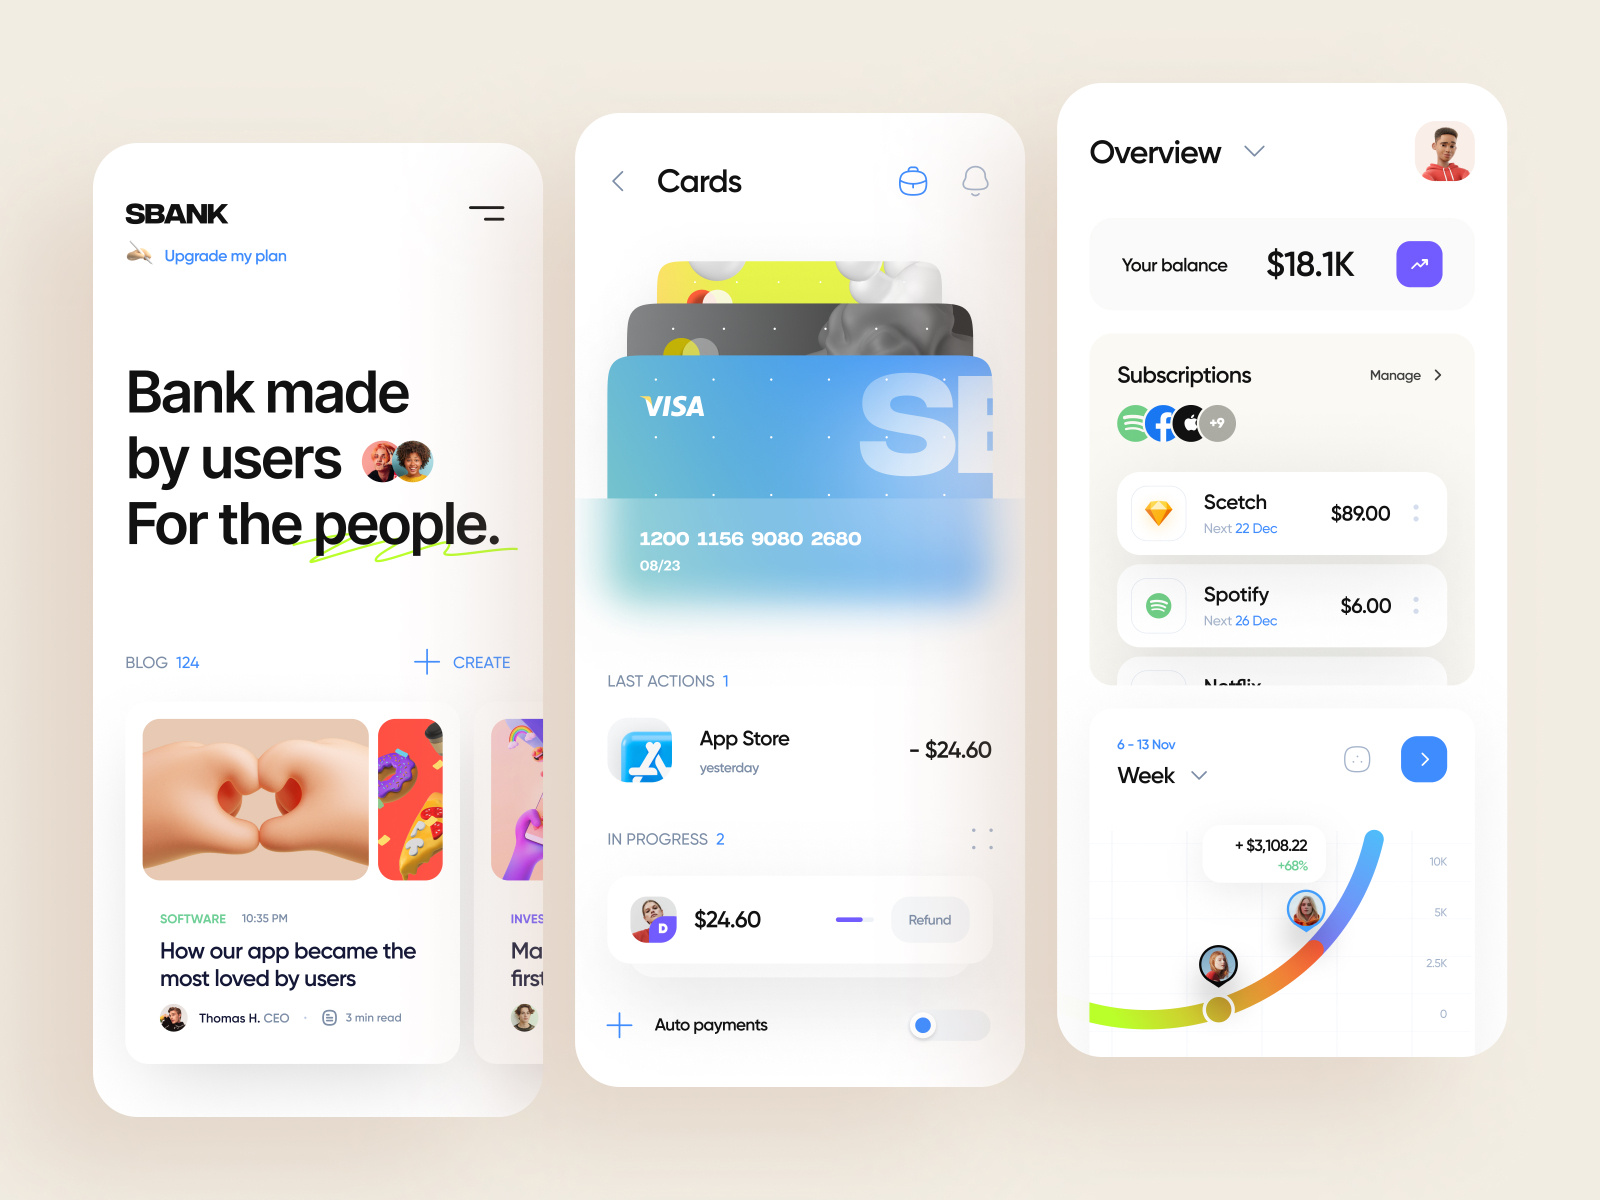 SBANK
Upgrade my plan
Bank made
by users
For the people.
BLOG 124
CREATE
SOFTWARE 10:35 PM
How our app became the
most loved by users
Thomas H. CEO · 3 min read
INVES
Ma
first
Cards
VISA
SB
1200 1156 9080 2680
08/23
LAST ACTIONS 1
App Store
yesterday
- $24.60
IN PROGRESS 2
D
$24.60
Refund
Auto payments
Overview
Your balance
$18.1K
Subscriptions
Manage
+9
Scetch
Next 22 Dec
$89.00
Spotify
Next 26 Dec
$6.00
Netflix
6 - 13 Nov
Week
+ $3,108.22
+68%
10K
5K
2.5K
0